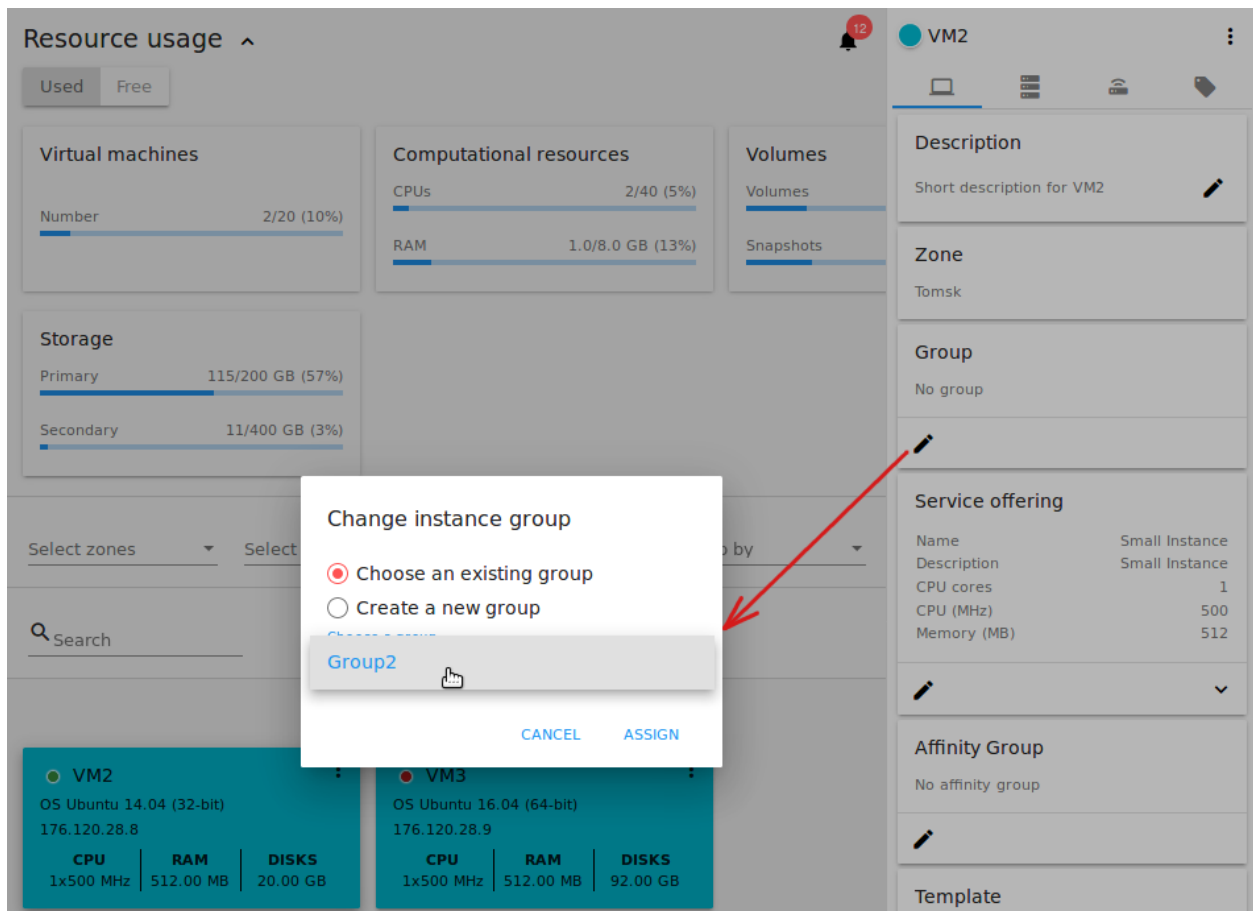 Resource usage
12
Used Free
Virtual machines
Number 2/20 (10%)
Computational resources
CPUs 2/40 (5%)
RAM 1.0/8.0 GB (13%)
Volumes
Volumes
Snapshots
Storage
Primary 115/200 GB (57%)
Secondary 11/400 GB (3%)
Select zones
Select
by
Search
Change instance group
Choose an existing group
Create a new group
Choose a group
Group2
CANCEL ASSIGN
VM2
OS Ubuntu 14.04 (32-bit)
176.120.28.8
CPU RAM DISKS
1x500 MHz 512.00 MB 20.00 GB
VM3
OS Ubuntu 16.04 (64-bit)
176.120.28.9
CPU RAM DISKS
1x500 MHz 512.00 MB 92.00 GB
VM2
Description
Short description for VM2
Zone
Tomsk
Group
No group
Service offering
Name Small Instance
Description Small Instance
CPU cores 1
CPU (MHz) 500
Memory (MB) 512
Affinity Group
No affinity group
Template